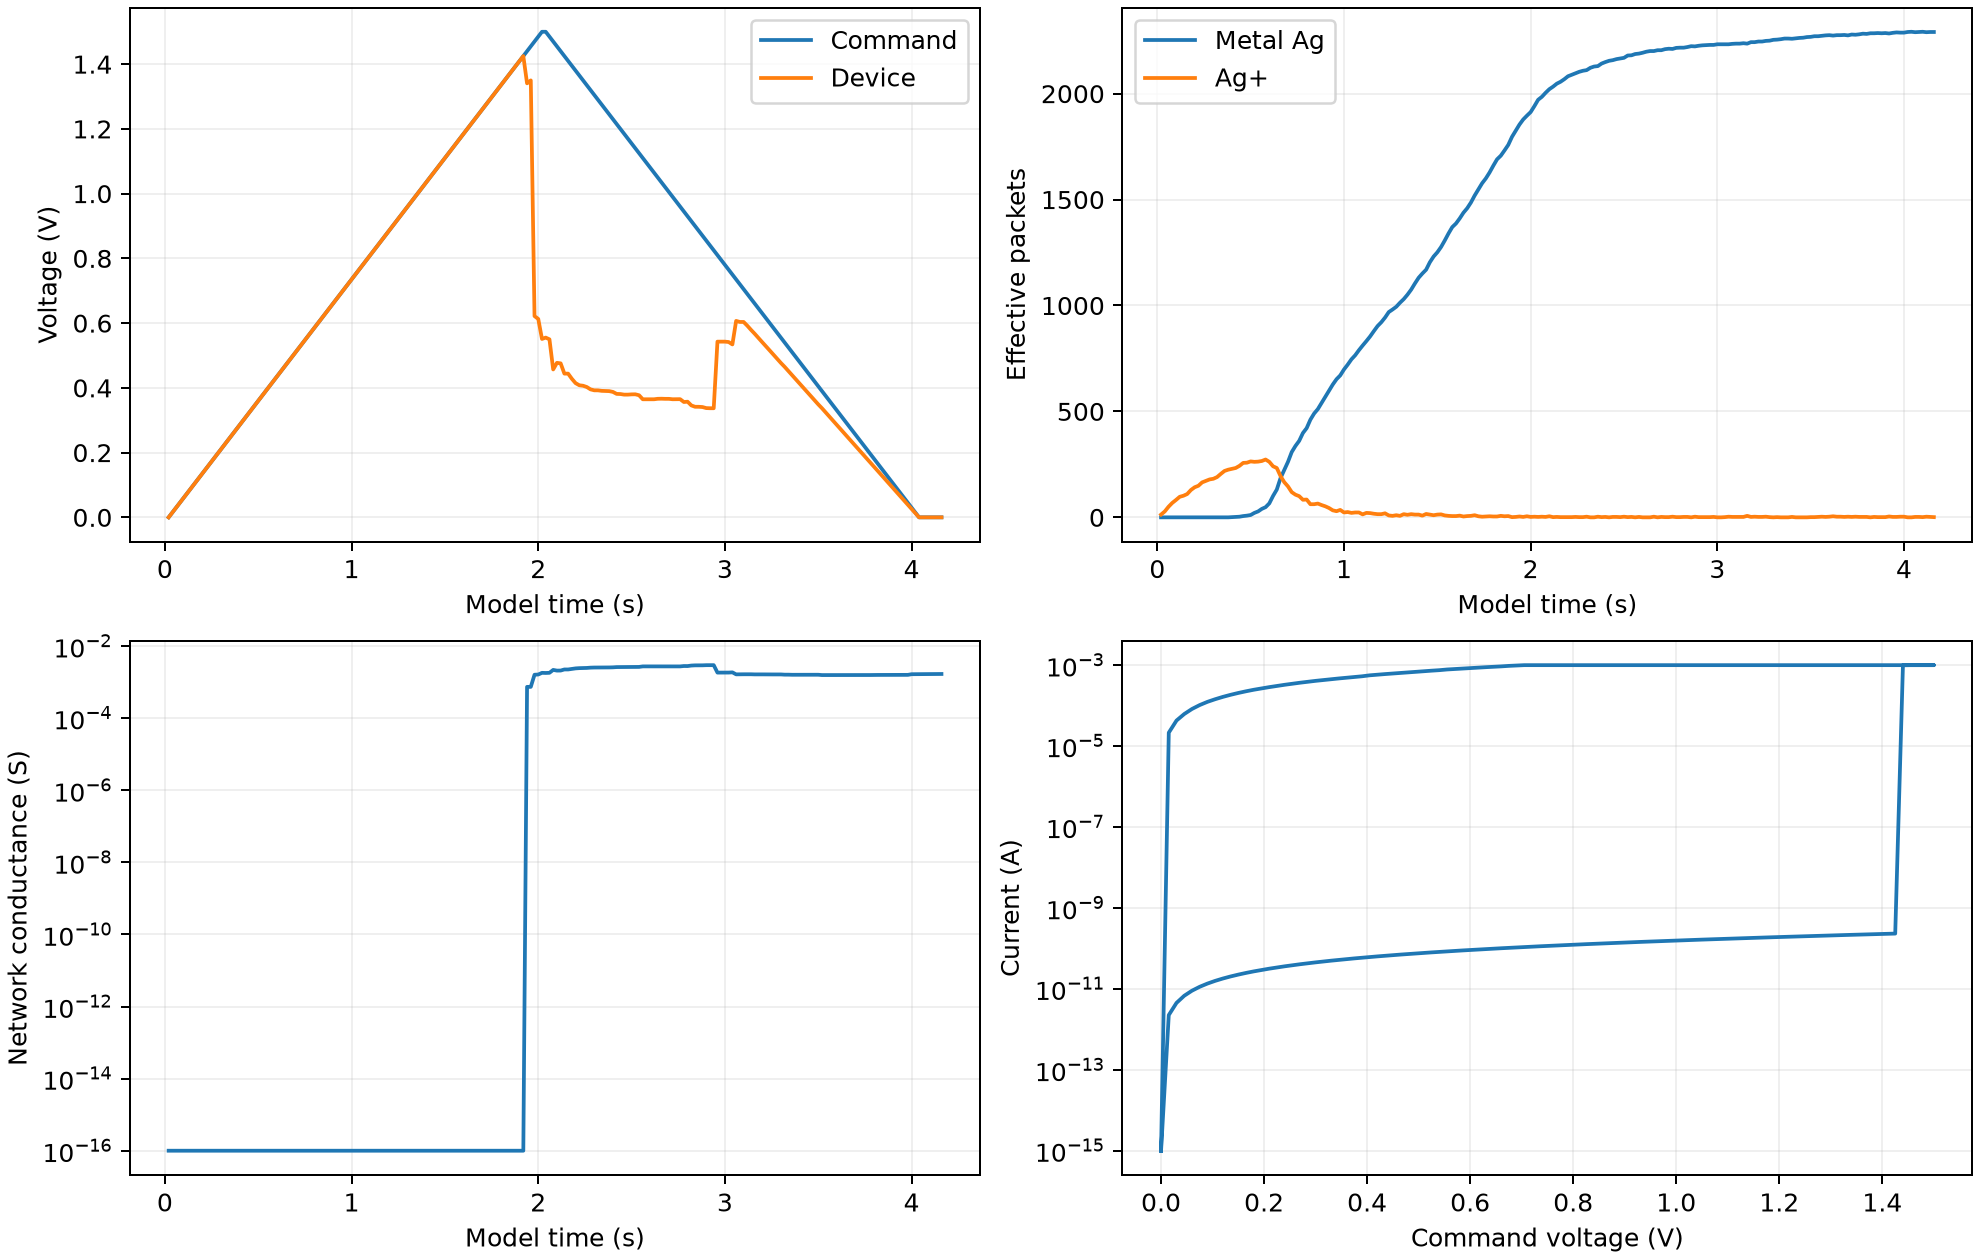 Command
Device
1.4
1.2
1.0
0.8
0.6
0.4
0.2
0.0
Voltage (V)
0 1 2 3 4
Model time (s)
Metal Ag
Ag+
2000
1500
1000
500
0
Effective packets
0 1 2 3 4
Model time (s)
10⁻²
10⁻⁴
10⁻⁶
10⁻⁸
10⁻¹⁰
10⁻¹²
10⁻¹⁴
10⁻¹⁶
Network conductance (S)
0 1 2 3 4
Model time (s)
10⁻³
10⁻⁵
10⁻⁷
10⁻⁹
10⁻¹¹
10⁻¹³
10⁻¹⁵
Current (A)
0.0 0.2 0.4 0.6 0.8 1.0 1.2 1.4
Command voltage (V)